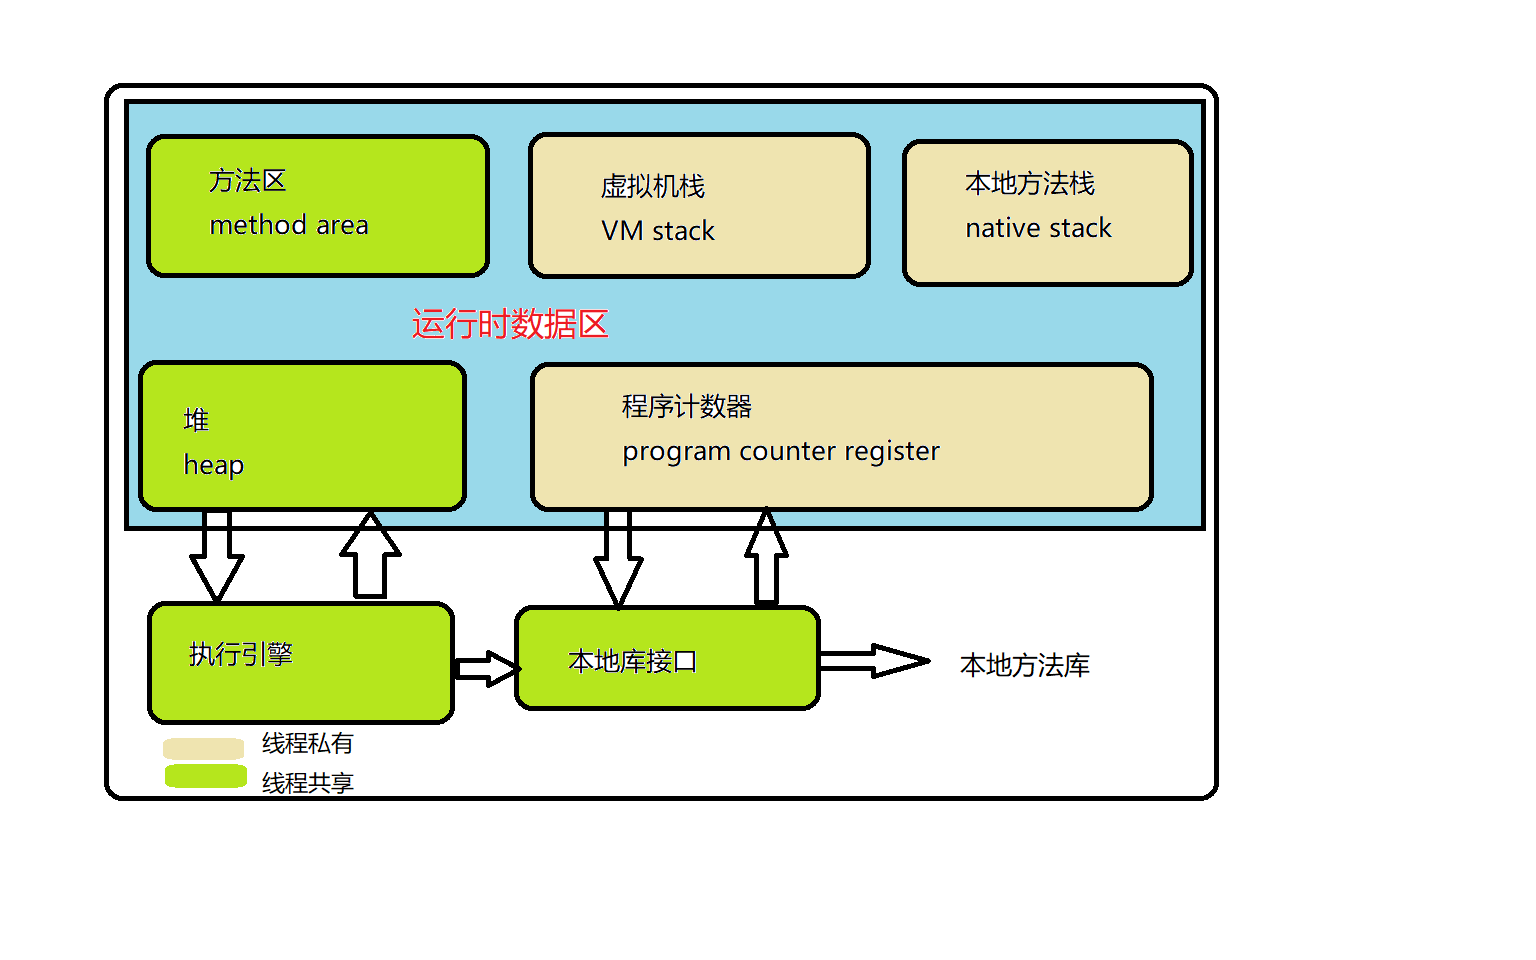 方法区
method area
虚拟机栈
VM stack
本地方法栈
native stack
运行时数据区
堆
heap
程序计数器
program counter register
执行引擎
本地库接口
本地方法库
线程私有
线程共享